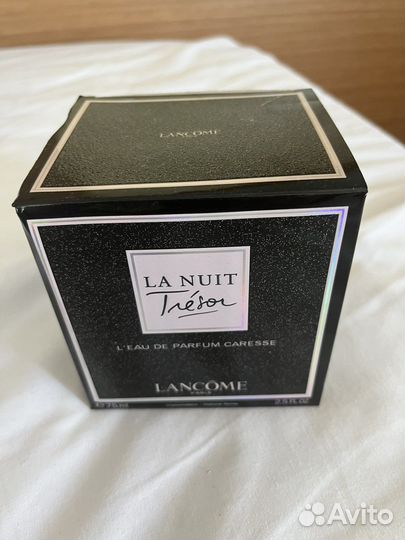 LANCÔME
LA NUIT
Trésor
L'EAU DE PARFUM CARESSE
LANCÔME
PARIS
75 ml
2.5 FL.OZ
Avito